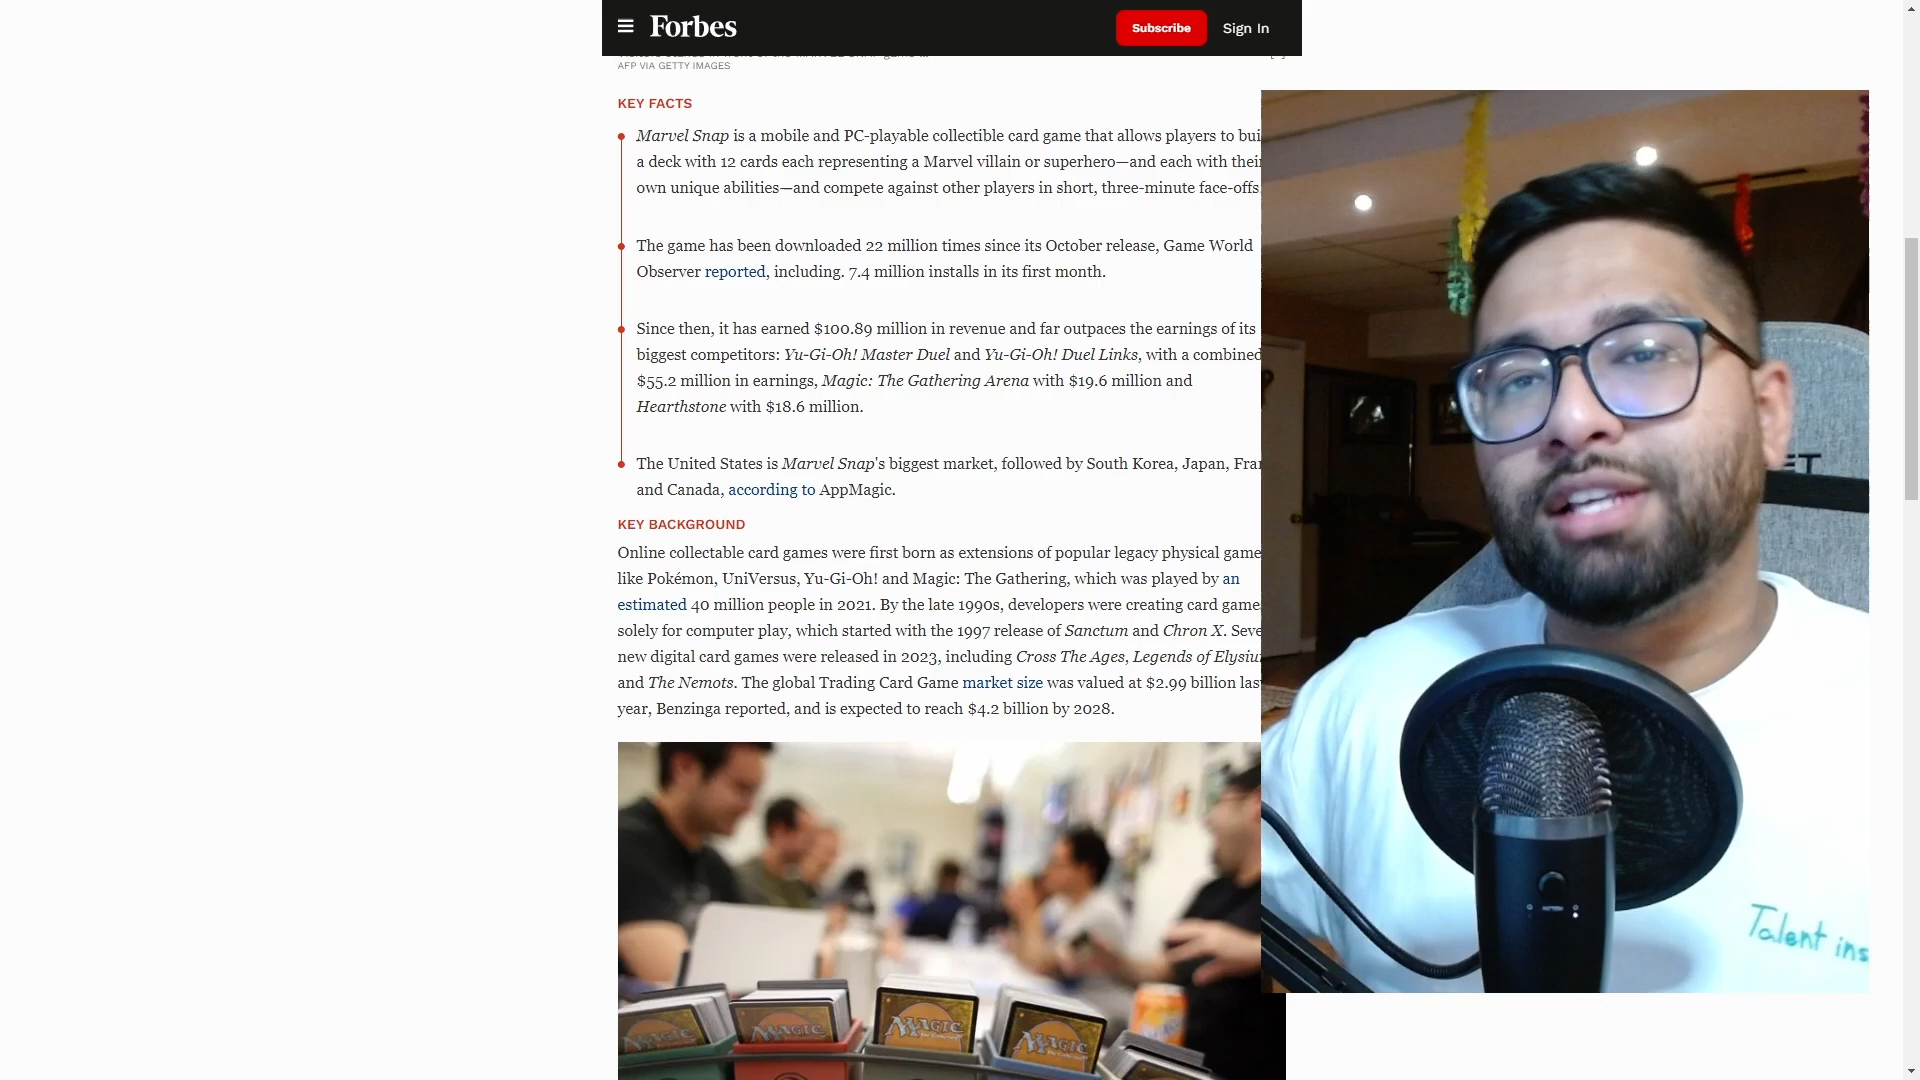 Forbes
Subscribe
Sign In
AFP VIA GETTY IMAGES
KEY FACTS
Marvel Snap is a mobile and PC-playable collectible card game that allows players to bui
a deck with 12 cards each representing a Marvel villain or superhero—and each with thei
own unique abilities—and compete against other players in short, three-minute face-offs
The game has been downloaded 22 million times since its October release, Game World
Observer reported, including. 7.4 million installs in its first month.
Since then, it has earned $100.89 million in revenue and far outpaces the earnings of its
biggest competitors: Yu-Gi-Oh! Master Duel and Yu-Gi-Oh! Duel Links, with a combined
$55.2 million in earnings, Magic: The Gathering Arena with $19.6 million and
Hearthstone with $18.6 million.
The United States is Marvel Snap's biggest market, followed by South Korea, Japan, Fra
and Canada, according to AppMagic.
KEY BACKGROUND
Online collectable card games were first born as extensions of popular legacy physical game
like Pokémon, UniVersus, Yu-Gi-Oh! and Magic: The Gathering, which was played by an
estimated 40 million people in 2021. By the late 1990s, developers were creating card game
solely for computer play, which started with the 1997 release of Sanctum and Chron X. Seve
new digital card games were released in 2023, including Cross The Ages, Legends of Elysiu
and The Nemots. The global Trading Card Game market size was valued at $2.99 billion las
year, Benzinga reported, and is expected to reach $4.2 billion by 2028.
Talent ins
MAGIC
MAGIC
MAGIC
MAGIC